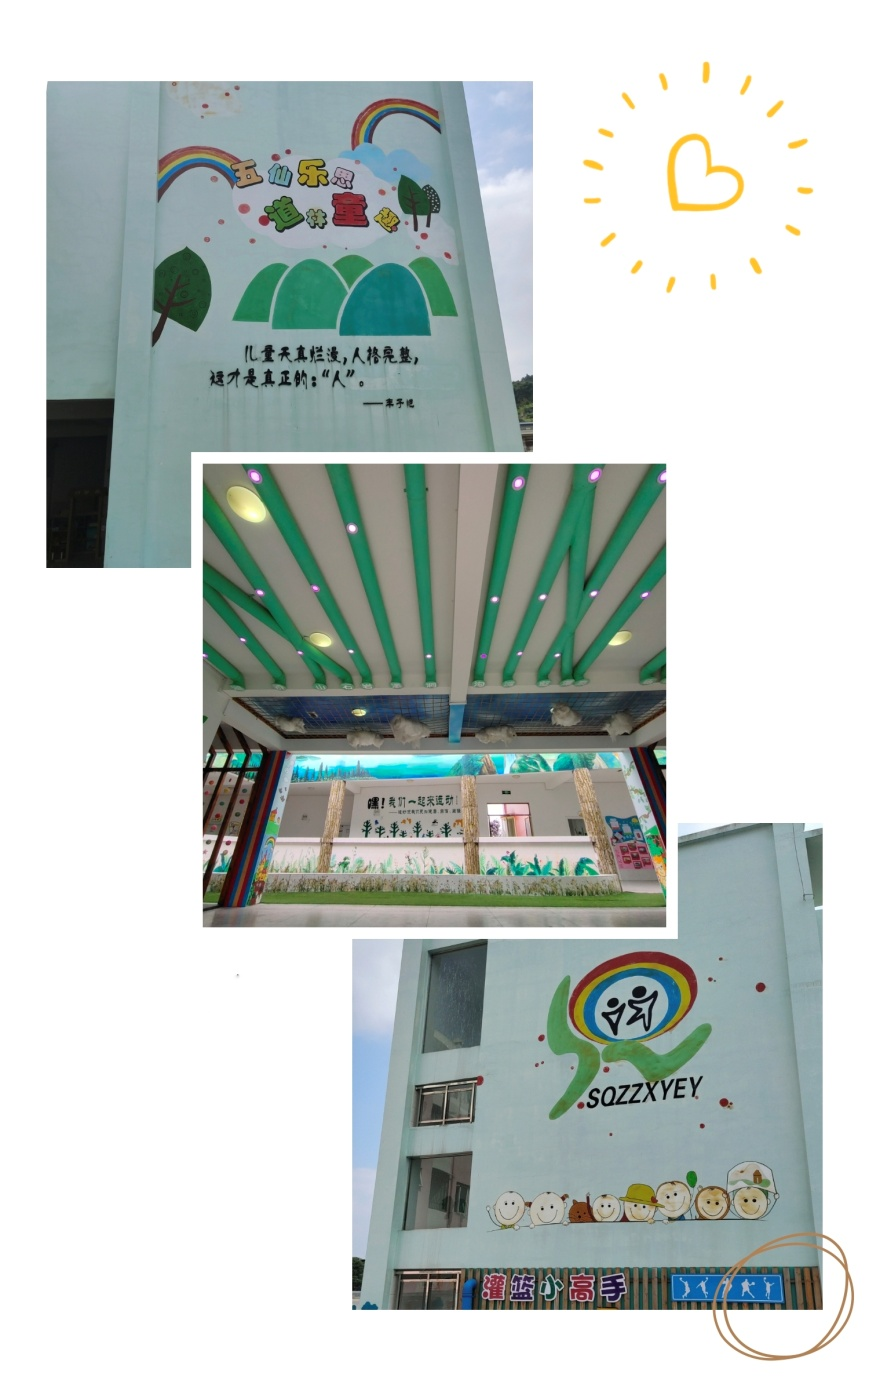 五仙乐思
道林童趣
儿童天真烂漫，人格完整，
这才是真正的：“人”。
——丰子恺
嘿！我们一起来运动！
SQZZXYEY
灌篮小高手